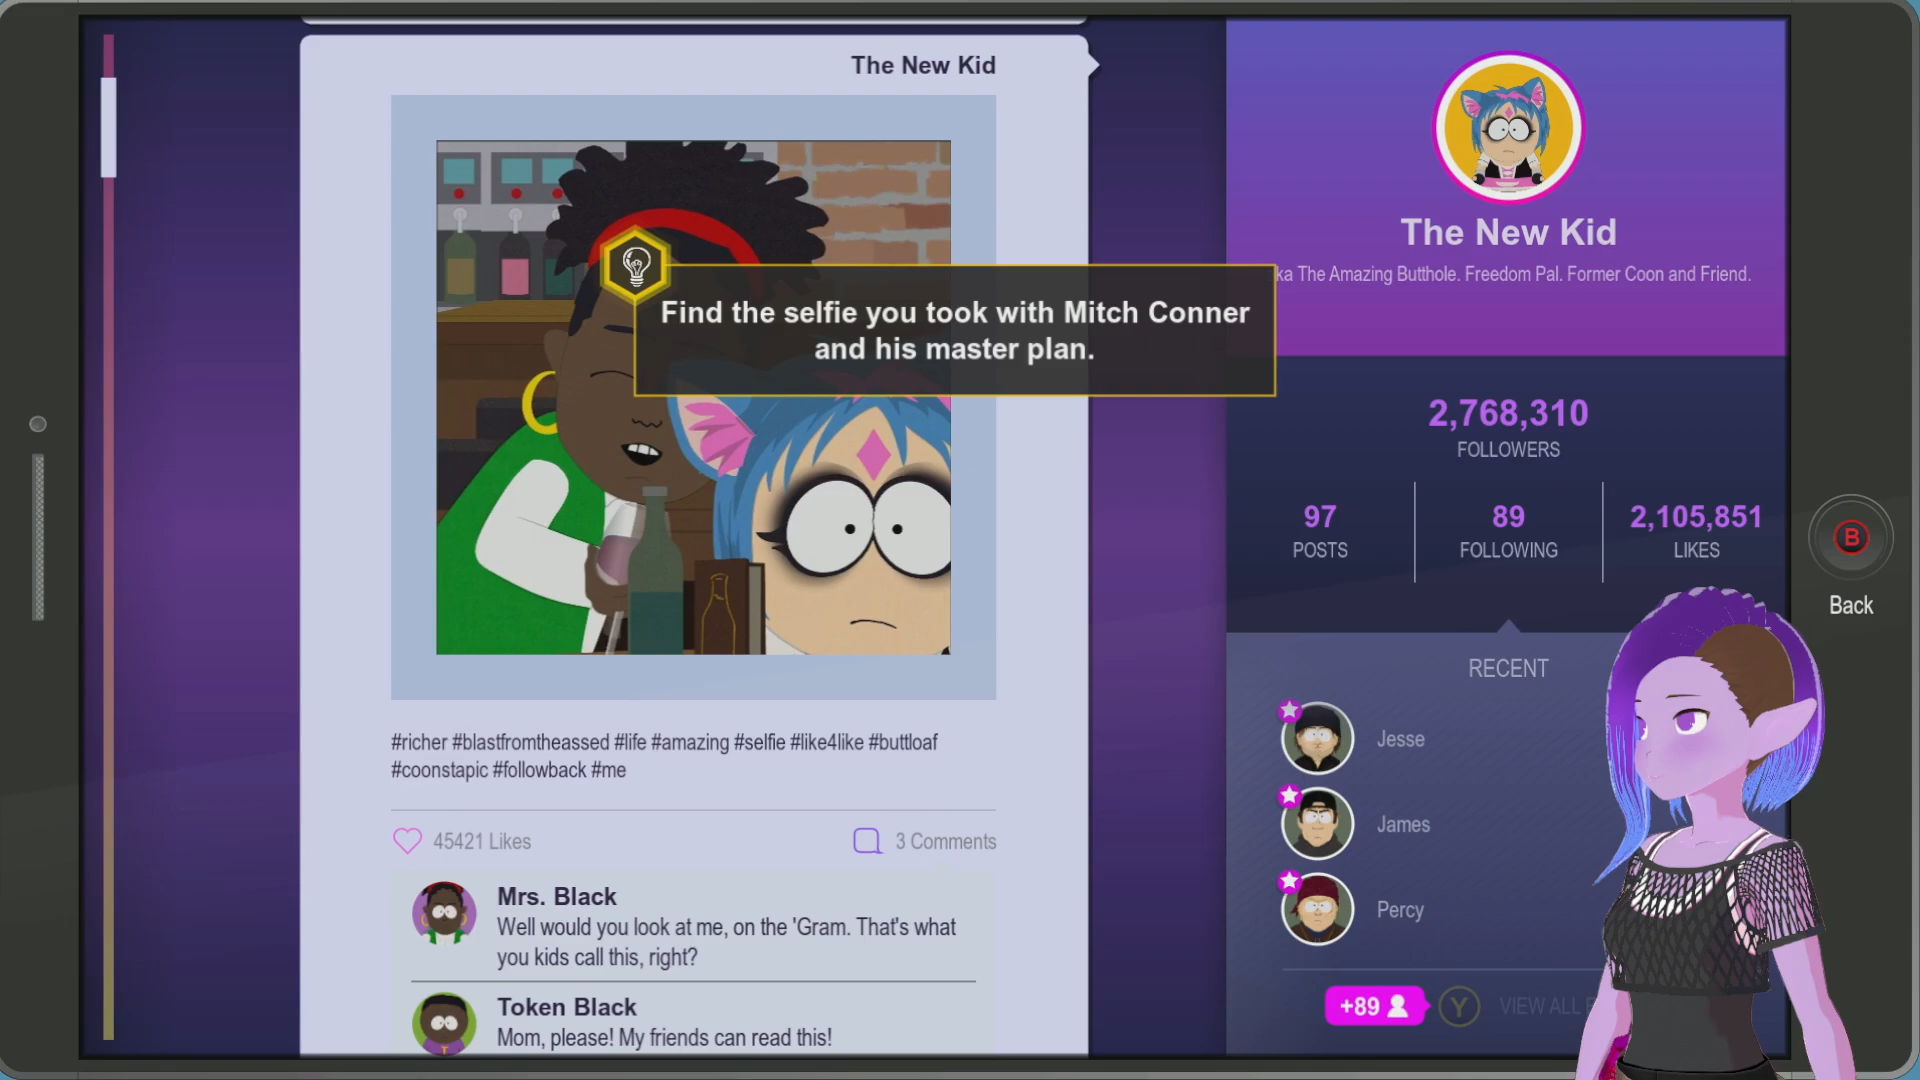 The New Kid
Find the selfie you took with Mitch Conner
and his master plan.
#richer #blastfromtheassed #life #amazing #selfie #like4like #buttloaf
#coonstapic #followback #me
45421 Likes
3 Comments
Mrs. Black
Well would you look at me, on the 'Gram. That's what
you kids call this, right?
Token Black
Mom, please! My friends can read this!
The New Kid
ka The Amazing Butthole. Freedom Pal. Former Coon and Friend.
2,768,310
FOLLOWERS
97
POSTS
89
FOLLOWING
2,105,851
LIKES
RECENT
Jesse
James
Percy
+89
Y
VIEW ALL
B
Back